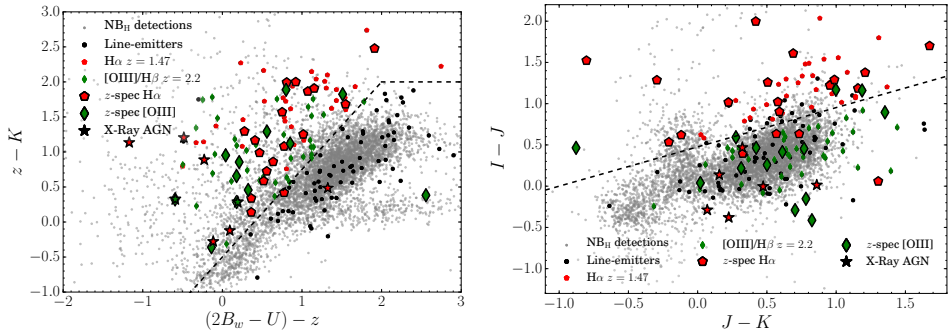 NB_H detections
Line-emitters
Hα z = 1.47
[OIII]/Hβ z = 2.2
z-spec Hα
z-spec [OIII]
X-Ray AGN
3.0
2.5
2.0
1.5
1.0
0.5
0.0
−0.5
−1.0
z − K
−2 −1 0 1 2 3
(2B_w − U) − z
2.0
1.5
1.0
0.5
0.0
−0.5
−1.0
I − J
NB_H detections
Line-emitters
Hα z = 1.47
[OIII]/Hβ z = 2.2
z-spec Hα
z-spec [OIII]
X-Ray AGN
−1.0 −0.5 0.0 0.5 1.0 1.5
J − K